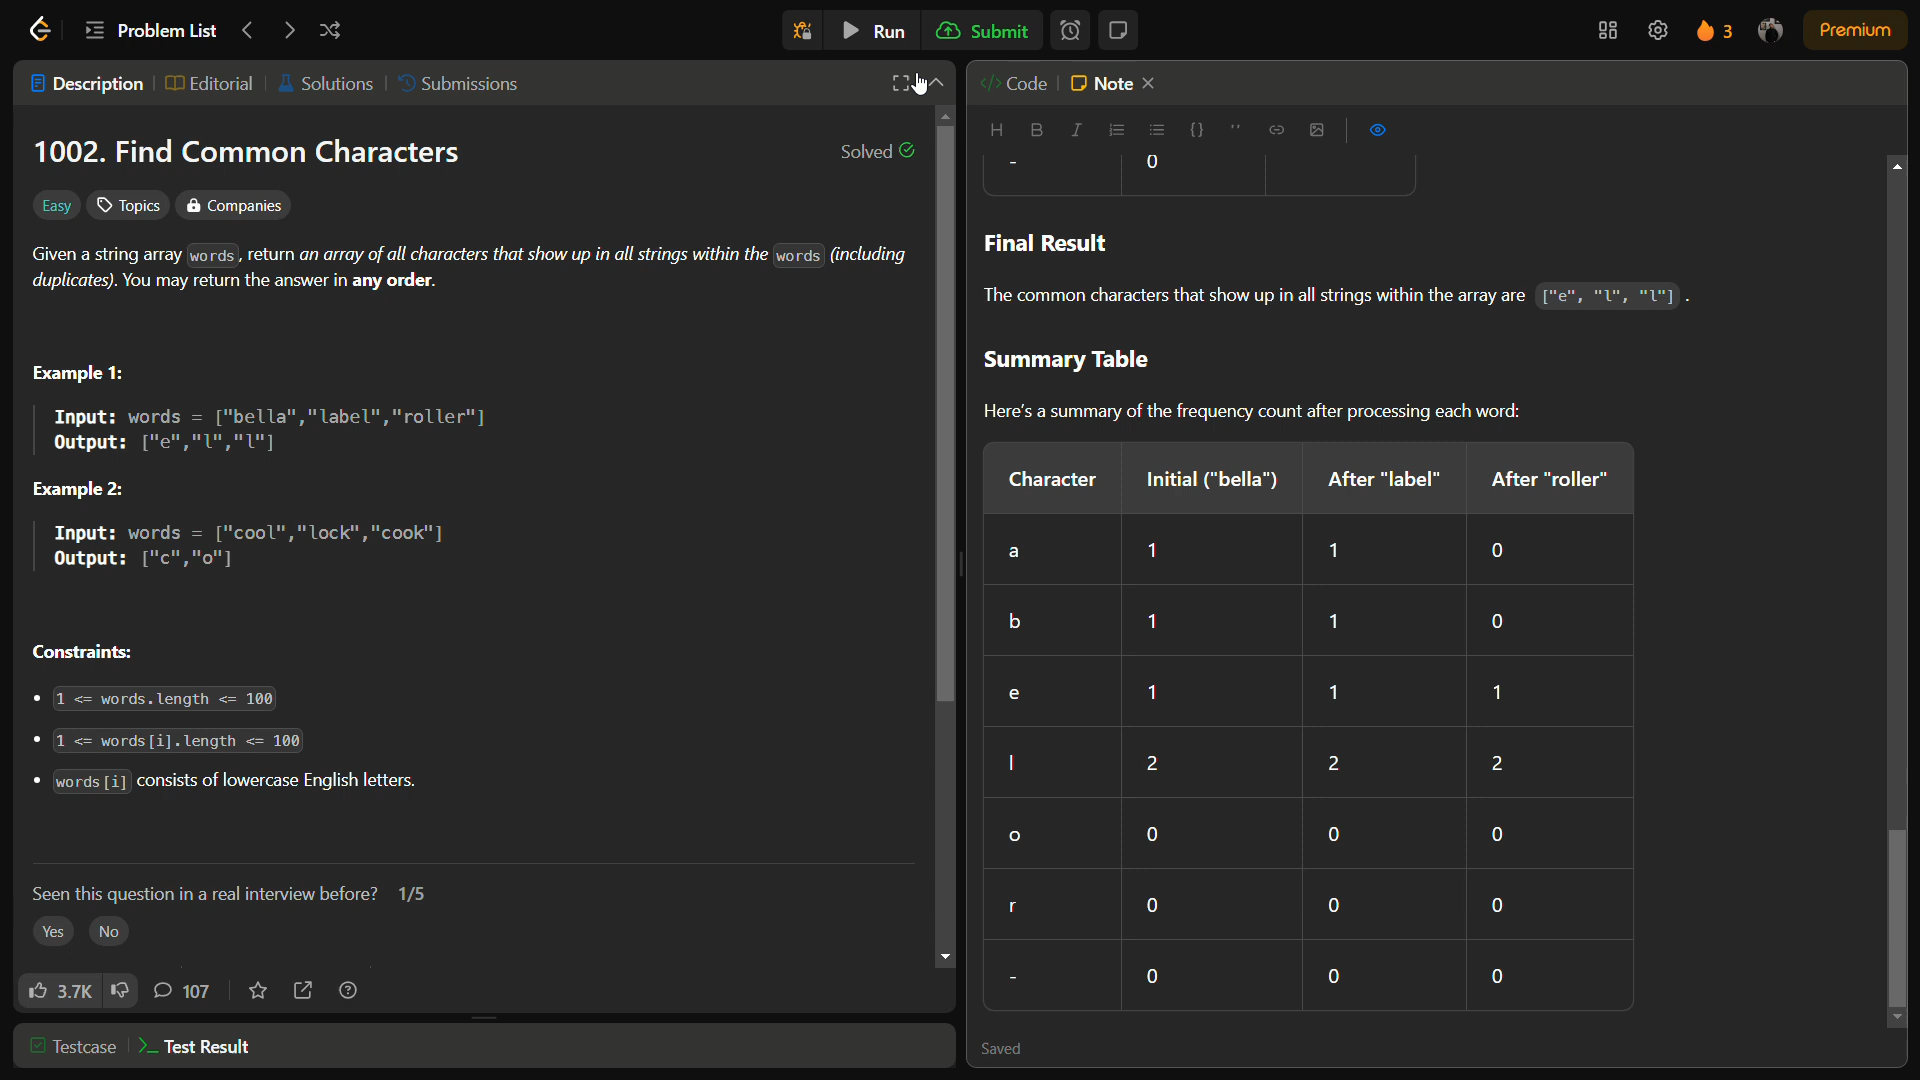 Problem List
Run
Submit
3
Premium
Description
Editorial
Solutions
Submissions
1002. Find Common Characters
Solved
Easy
Topics
Companies
Given a string array words, return an array of all characters that show up in all strings within the words (including
duplicates). You may return the answer in any order.
Example 1:
Input: words = ["bella","label","roller"]
Output: ["e","l","l"]
Example 2:
Input: words = ["cool","lock","cook"]
Output: ["c","o"]
Constraints:
• 1 <= words.length <= 100
• 1 <= words[i].length <= 100
• words[i] consists of lowercase English letters.
Seen this question in a real interview before? 1/5
Yes No
3.7K
107
Testcase
Test Result
</> Code
Note
H B I {} "
- 0
Final Result
The common characters that show up in all strings within the array are ["e", "l", "l"] .
Summary Table
Here's a summary of the frequency count after processing each word:
Character Initial ("bella") After "label" After "roller"
a 1 1 0
b 1 1 0
e 1 1 1
l 2 2 2
o 0 0 0
r 0 0 0
- 0 0 0
Saved